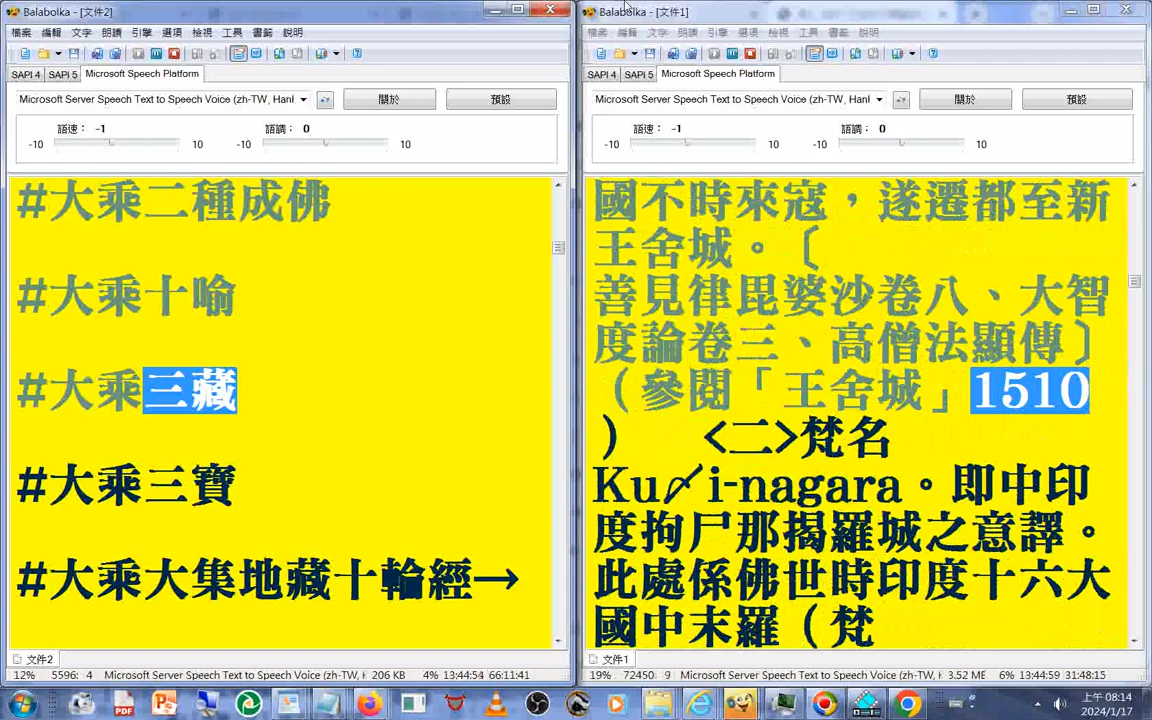 Balabolka - [文件2]
檔案 編輯 文字 朗讀 引擎 選項 檢視 工具 書籤 說明
SAPI 4 SAPI 5 Microsoft Speech Platform
Microsoft Server Speech Text to Speech Voice (zh-TW, Hanl
關於 預設
語速： -1 語調： 0
-10 10 -10 10
#大乘二種成佛
#大乘十喻
#大乘三藏
#大乘三寶
#大乘大集地藏十輪經→
文件2
12% 5596: 4 Microsoft Server Speech Text to Speech Voice (zh-TW, H 206 KB 4% 13:44:54 66:11:41
Balabolka - [文件1]
檔案 編輯 文字 朗讀 引擎 選項 檢視 工具 書籤 說明
SAPI 4 SAPI 5 Microsoft Speech Platform
Microsoft Server Speech Text to Speech Voice (zh-TW, Hanl
關於 預設
語速： -1 語調： 0
-10 10 -10 10
國不時來寇，遂遷都至新
王舍城。〔
善見律毘婆沙卷八、大智
度論卷三、高僧法顯傳〕
（參閱「王舍城」1510
） <二>梵名
Ku〆i-nagara。即中印
度拘尸那揭羅城之意譯。
此處係佛世時印度十六大
國中末羅（梵
文件1
19% 72450: 9 Microsoft Server Speech Text to Speech Voice (zh-TW, H 3.52 MB 6% 13:44:59 31:48:15
上午 08:14
2024/1/17